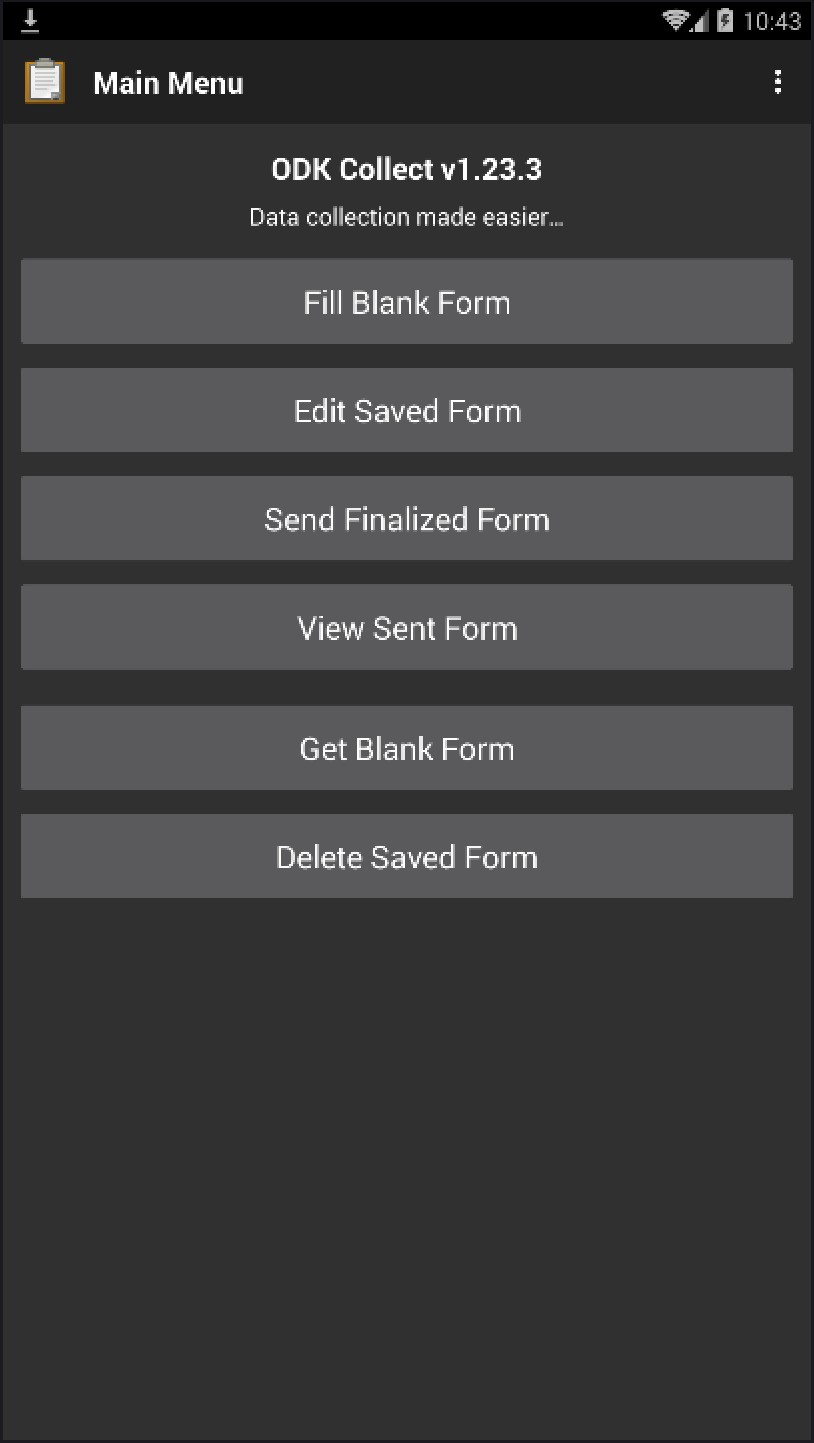 10:43
Main Menu
ODK Collect v1.23.3
Data collection made easier...
Fill Blank Form
Edit Saved Form
Send Finalized Form
View Sent Form
Get Blank Form
Delete Saved Form